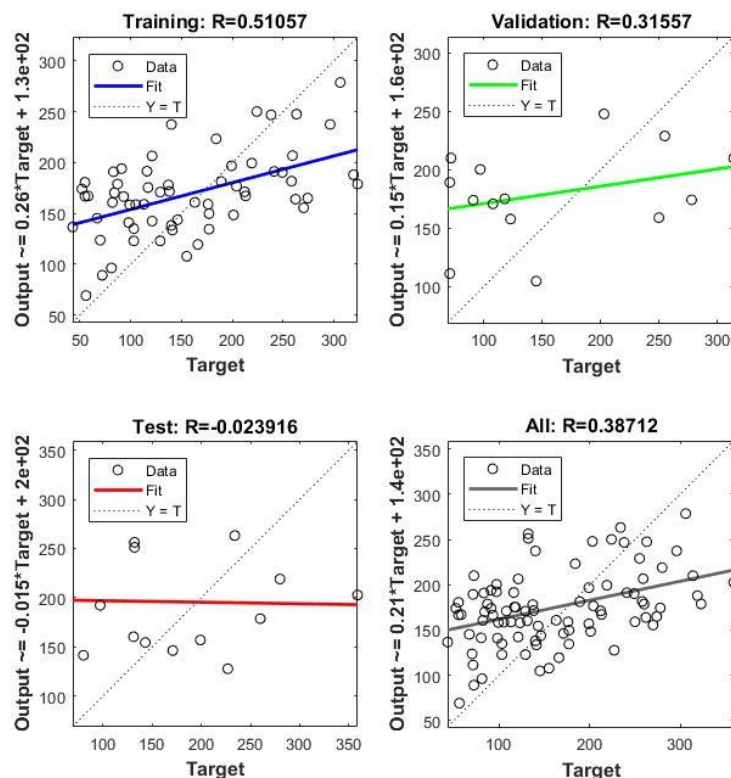 Training: R=0.51057
Output ~= 0.26*Target + 1.3e+02
300
250
200
150
100
50
Data
Fit
Y = T
50 100 150 200 250 300
Target
Validation: R=0.31557
Output ~= 0.15*Target + 1.6e+02
300
250
200
150
100
Data
Fit
Y = T
100 150 200 250 300
Target
Test: R=-0.023916
Output ~= -0.015*Target + 2e+02
350
300
250
200
150
100
Data
Fit
Y = T
100 150 200 250 300 350
Target
All: R=0.38712
Output ~= 0.21*Target + 1.4e+02
350
300
250
200
150
100
50
Data
Fit
Y = T
100 200 300
Target